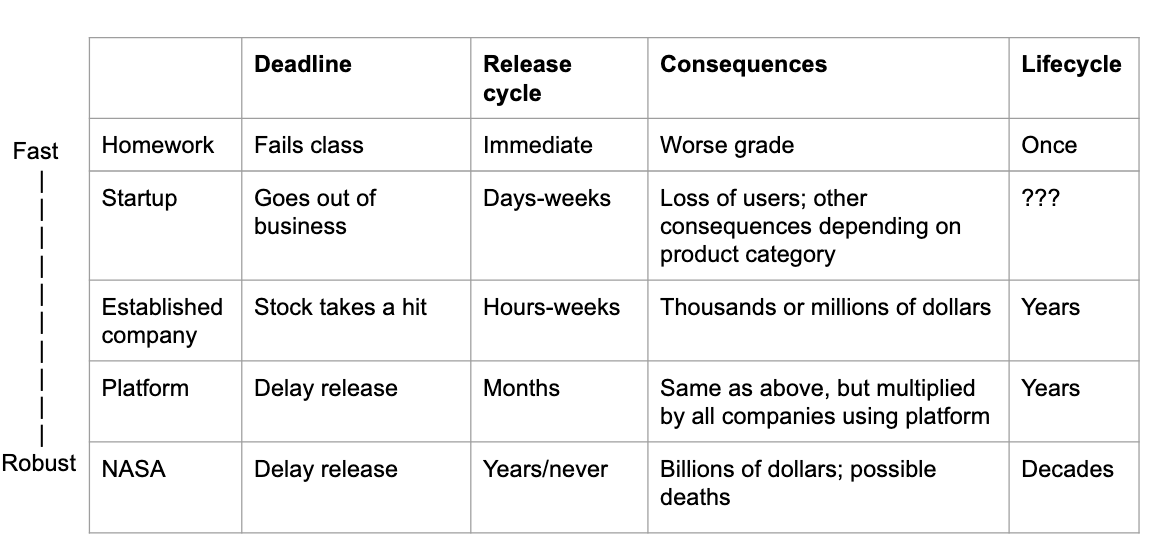 Deadline
Release
cycle
Consequences
Lifecycle
Fast
Homework
Fails class
Immediate
Worse grade
Once
Startup
Goes out of
business
Days-weeks
Loss of users; other
consequences depending on
product category
???
Established
company
Stock takes a hit
Hours-weeks
Thousands or millions of dollars
Years
Platform
Delay release
Months
Same as above, but multiplied
by all companies using platform
Years
Robust
NASA
Delay release
Years/never
Billions of dollars; possible
deaths
Decades